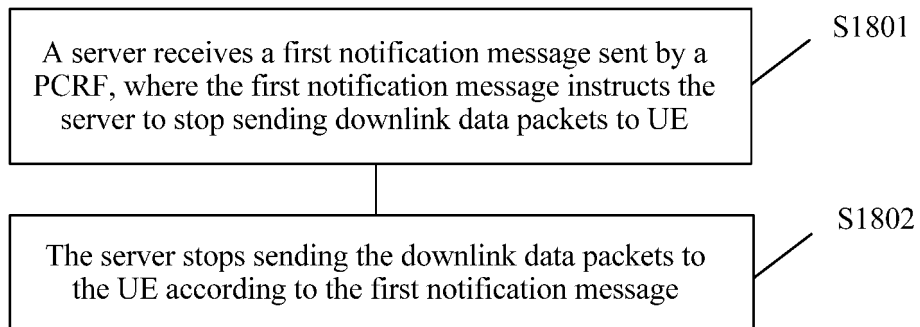 A server receives a first notification message sent by a
PCRF, where the first notification message instructs the
server to stop sending downlink data packets to UE
S1801
The server stops sending the downlink data packets to
the UE according to the first notification message
S1802